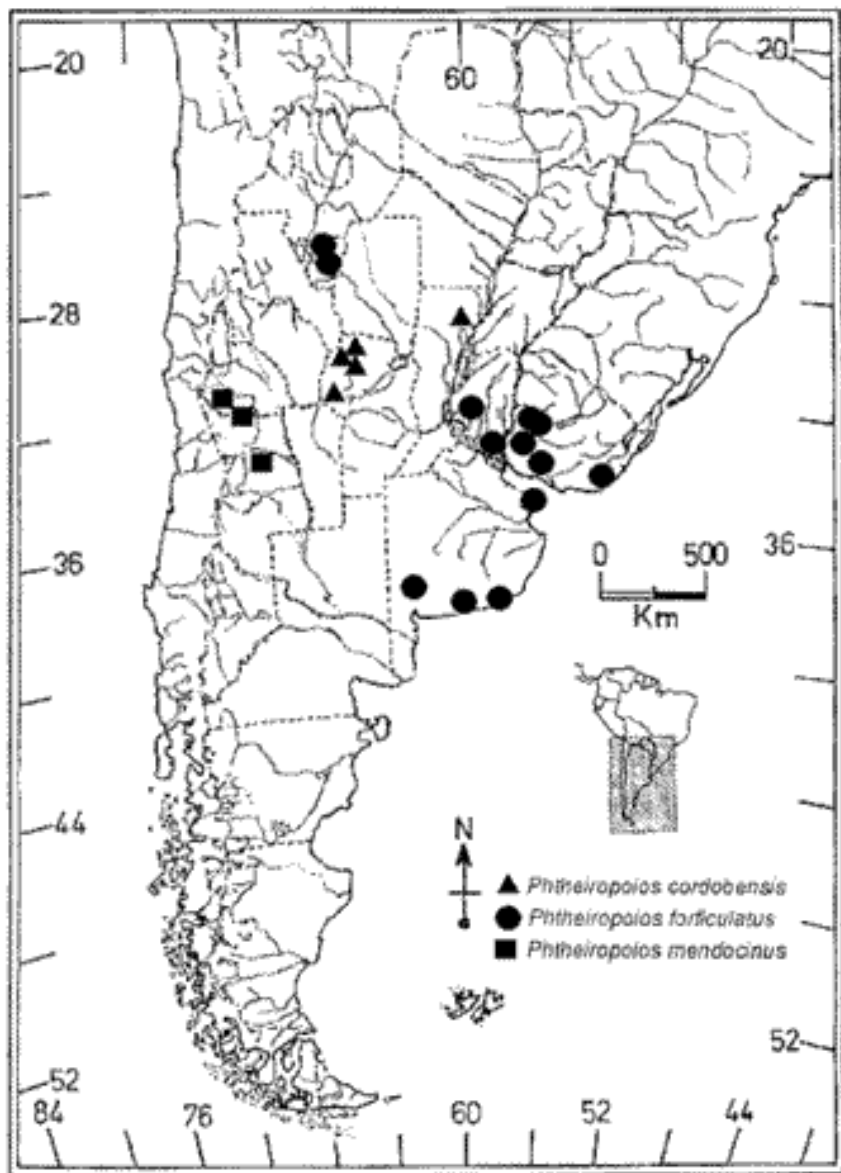 20
60
20
28
36
0 500
Km
36
N
Phtheiropoios cordobensis
Phtheiropoios forficulatus
Phtheiropoios mendocinus
44
52
52
84 76 60 52 44